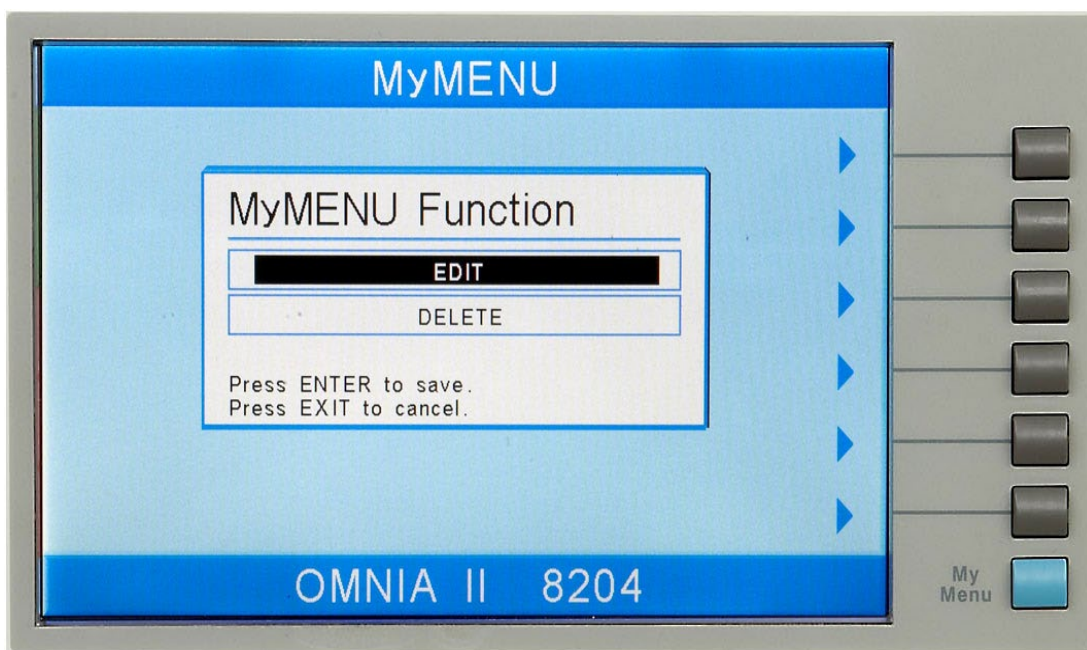 MyMENU
MyMENU Function
EDIT
DELETE
Press ENTER to save.
Press EXIT to cancel.
OMNIA II 8204
My
Menu